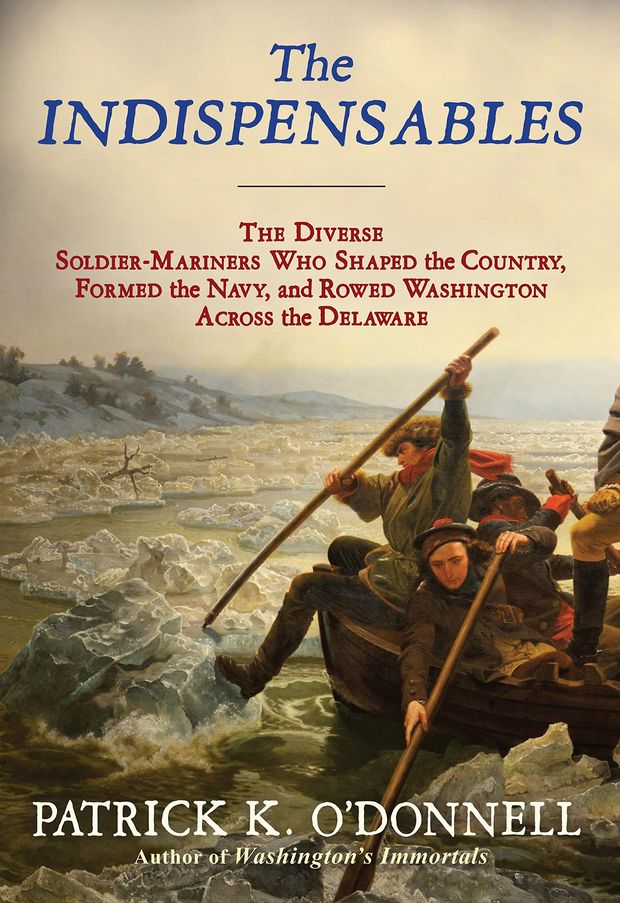 The
INDISPENSABLES
The Diverse
Soldier-Mariners Who Shaped the Country,
Formed the Navy, and Rowed Washington
Across the Delaware
PATRICK K. O'DONNELL
Author of Washington's Immortals